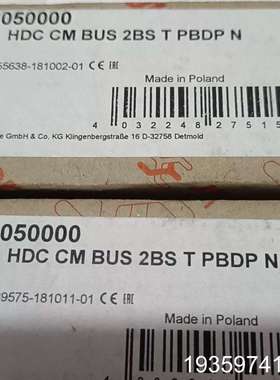 050000
HDC CM BUS 2BS T PBDP N
55638-181002-01 CE EAC
Made in Poland
4 032248 27515
e GmbH & Co. KG Klingenbergstraße 16 D-32758 Detmold
050000
HDC CM BUS 2BS T PBDP N
9575-181011-01 CE EAC
Made in Poland
19359741